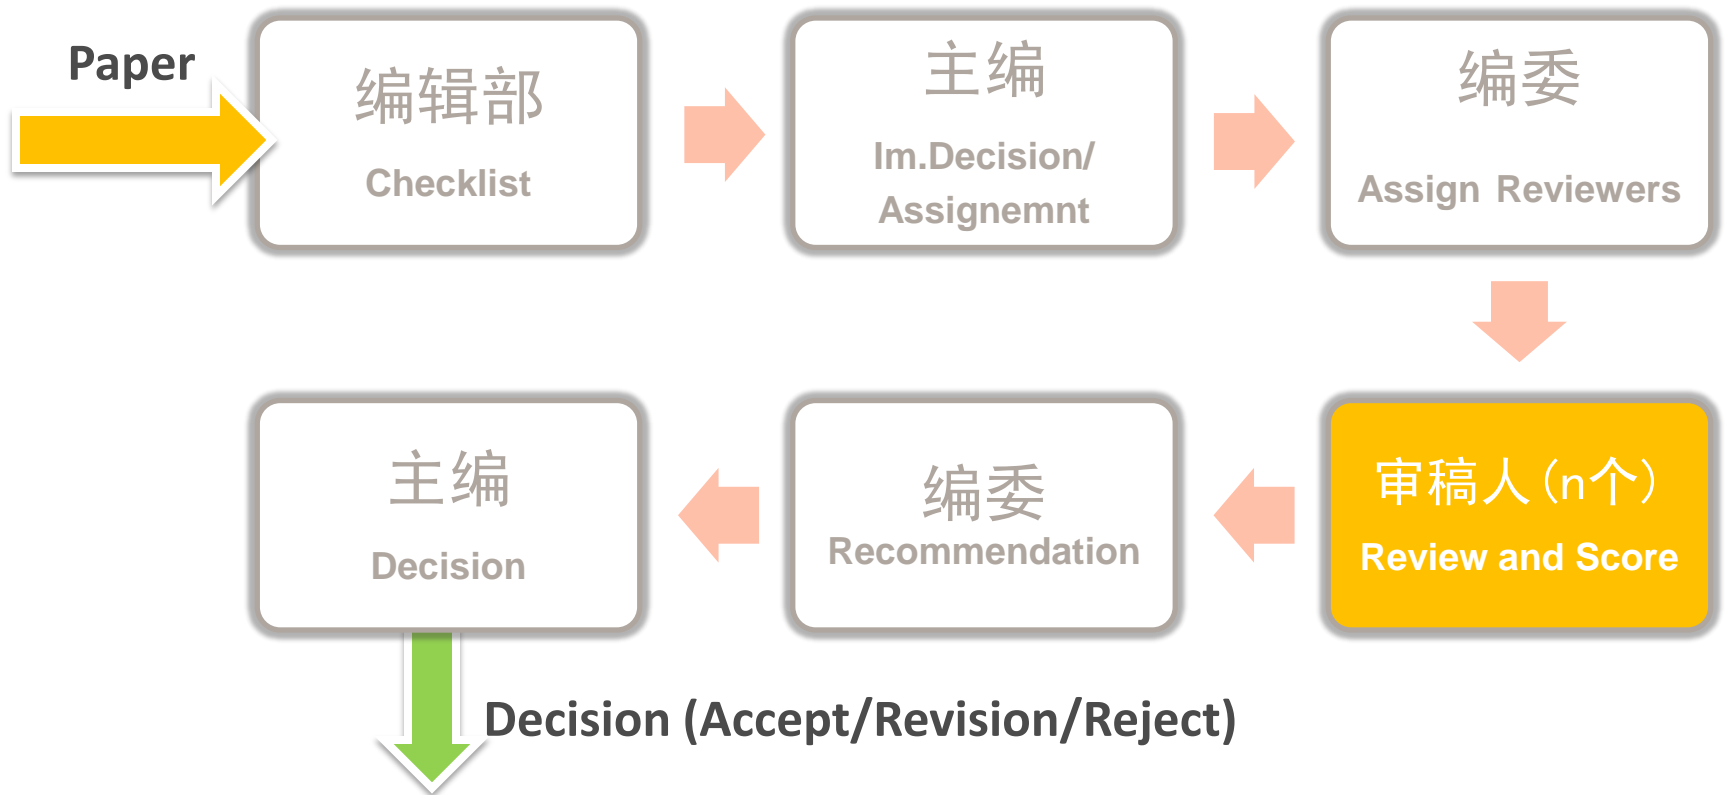 Paper
编辑部
Checklist
主编
Im.Decision/
Assignemnt
编委
Assign Reviewers
审稿人(n个)
Review and Score
编委
Recommendation
主编
Decision
Decision (Accept/Revision/Reject)